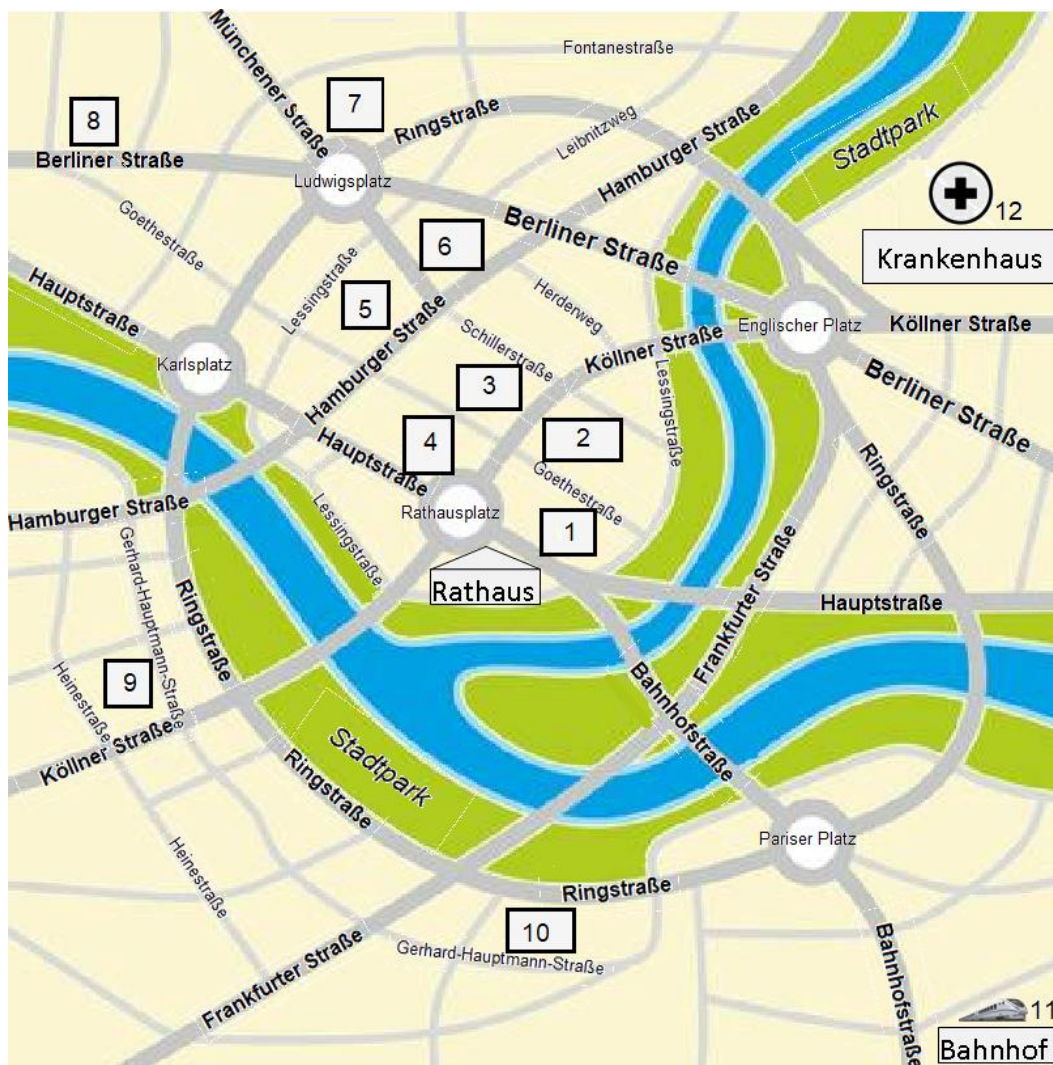 Münchener Straße
Fontanestraße
7
8
Ringstraße
Leibnitzweg
Hamburger Straße
Stadtpark
Berliner Straße
Ludwigsplatz
12
Krankenhaus
Goethestraße
6
Berliner Straße
Lessingstraße
5
Hauptstraße
Herderweg
Hamburger Straße
Schillerstraße
Köllner Straße
Englischer Platz
Köllner Straße
Karlsplatz
3
Lessingstraße
Berliner Straße
4
2
Hauptstraße
Goethestraße
Ringstraße
Rathausplatz
Hamburger Straße
Lessingstraße
1
Gerhard-Hauptmann-Straße
Rathaus
Frankfurter Straße
Hauptstraße
Ringstraße
Heinestraße
9
Bahnhofstraße
Köllner Straße
Stadtpark
Ringstraße
Pariser Platz
Heinestraße
Ringstraße
10
Gerhard-Hauptmann-Straße
Frankfurter Straße
Bahnhofstraße
11
Bahnhof